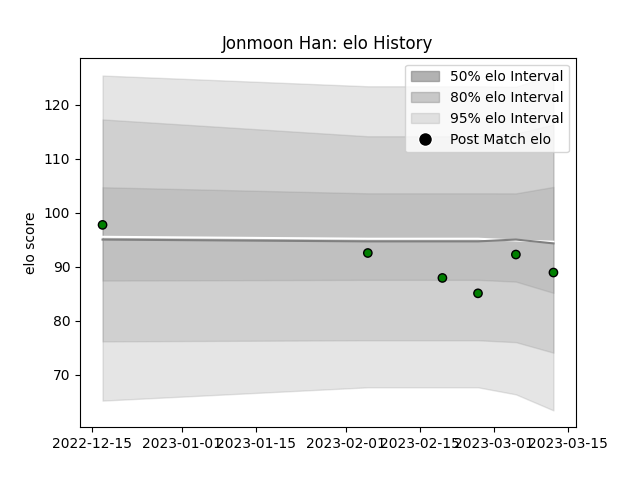 Jonmoon Han: elo History
50% elo Interval
80% elo Interval
95% elo Interval
Post Match elo
elo score
120
110
100
90
80
70
2022-12-15 2023-01-01 2023-01-15 2023-02-01 2023-02-15 2023-03-01 2023-03-15